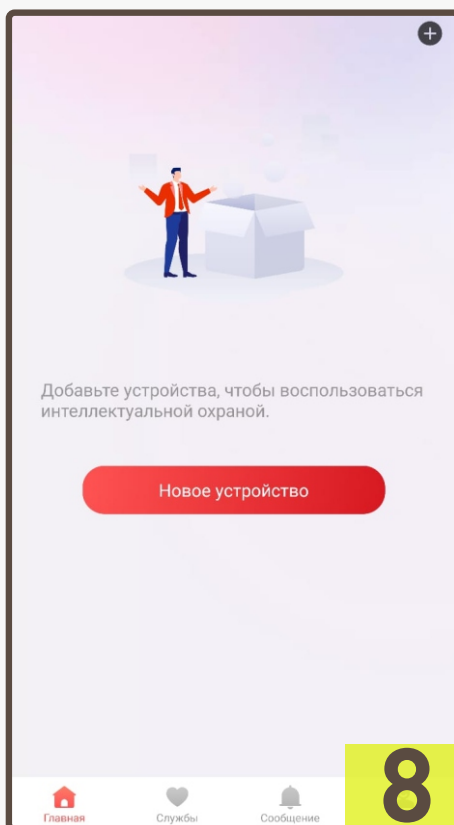 Добавьте устройства, чтобы воспользоваться
интеллектуальной охраной.
Новое устройство
Главная
Службы
Сообщение
8